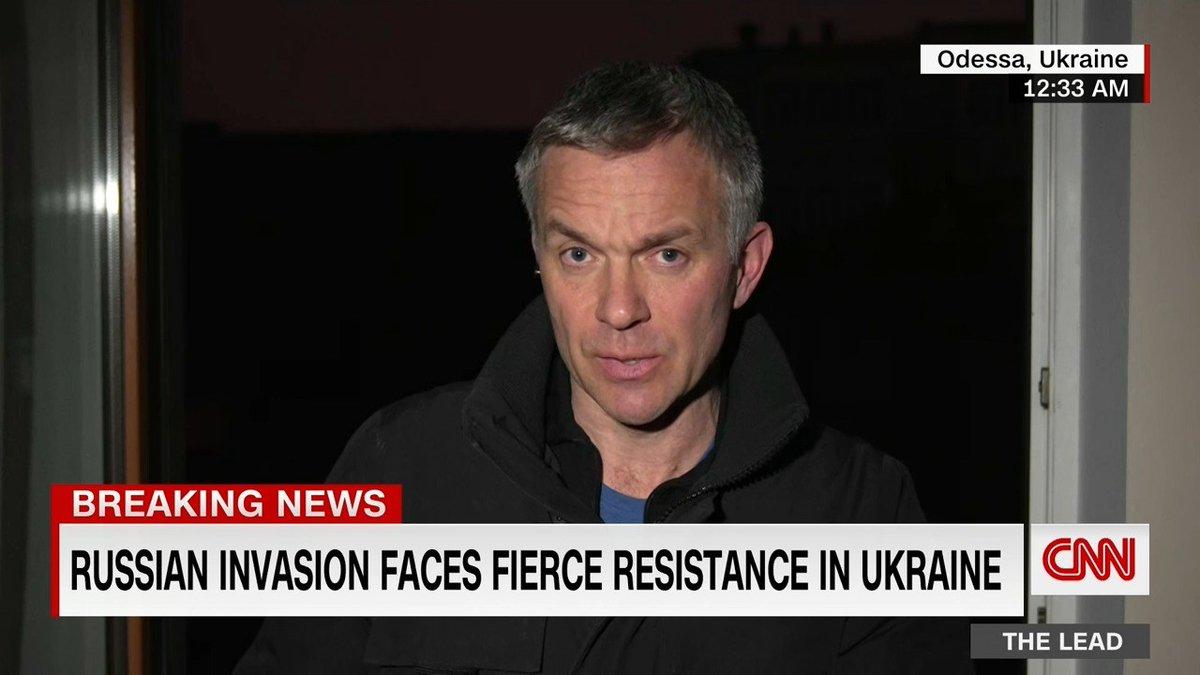 Odessa, Ukraine
12:33 AM
BREAKING NEWS
RUSSIAN INVASION FACES FIERCE RESISTANCE IN UKRAINE
CNN
THE LEAD